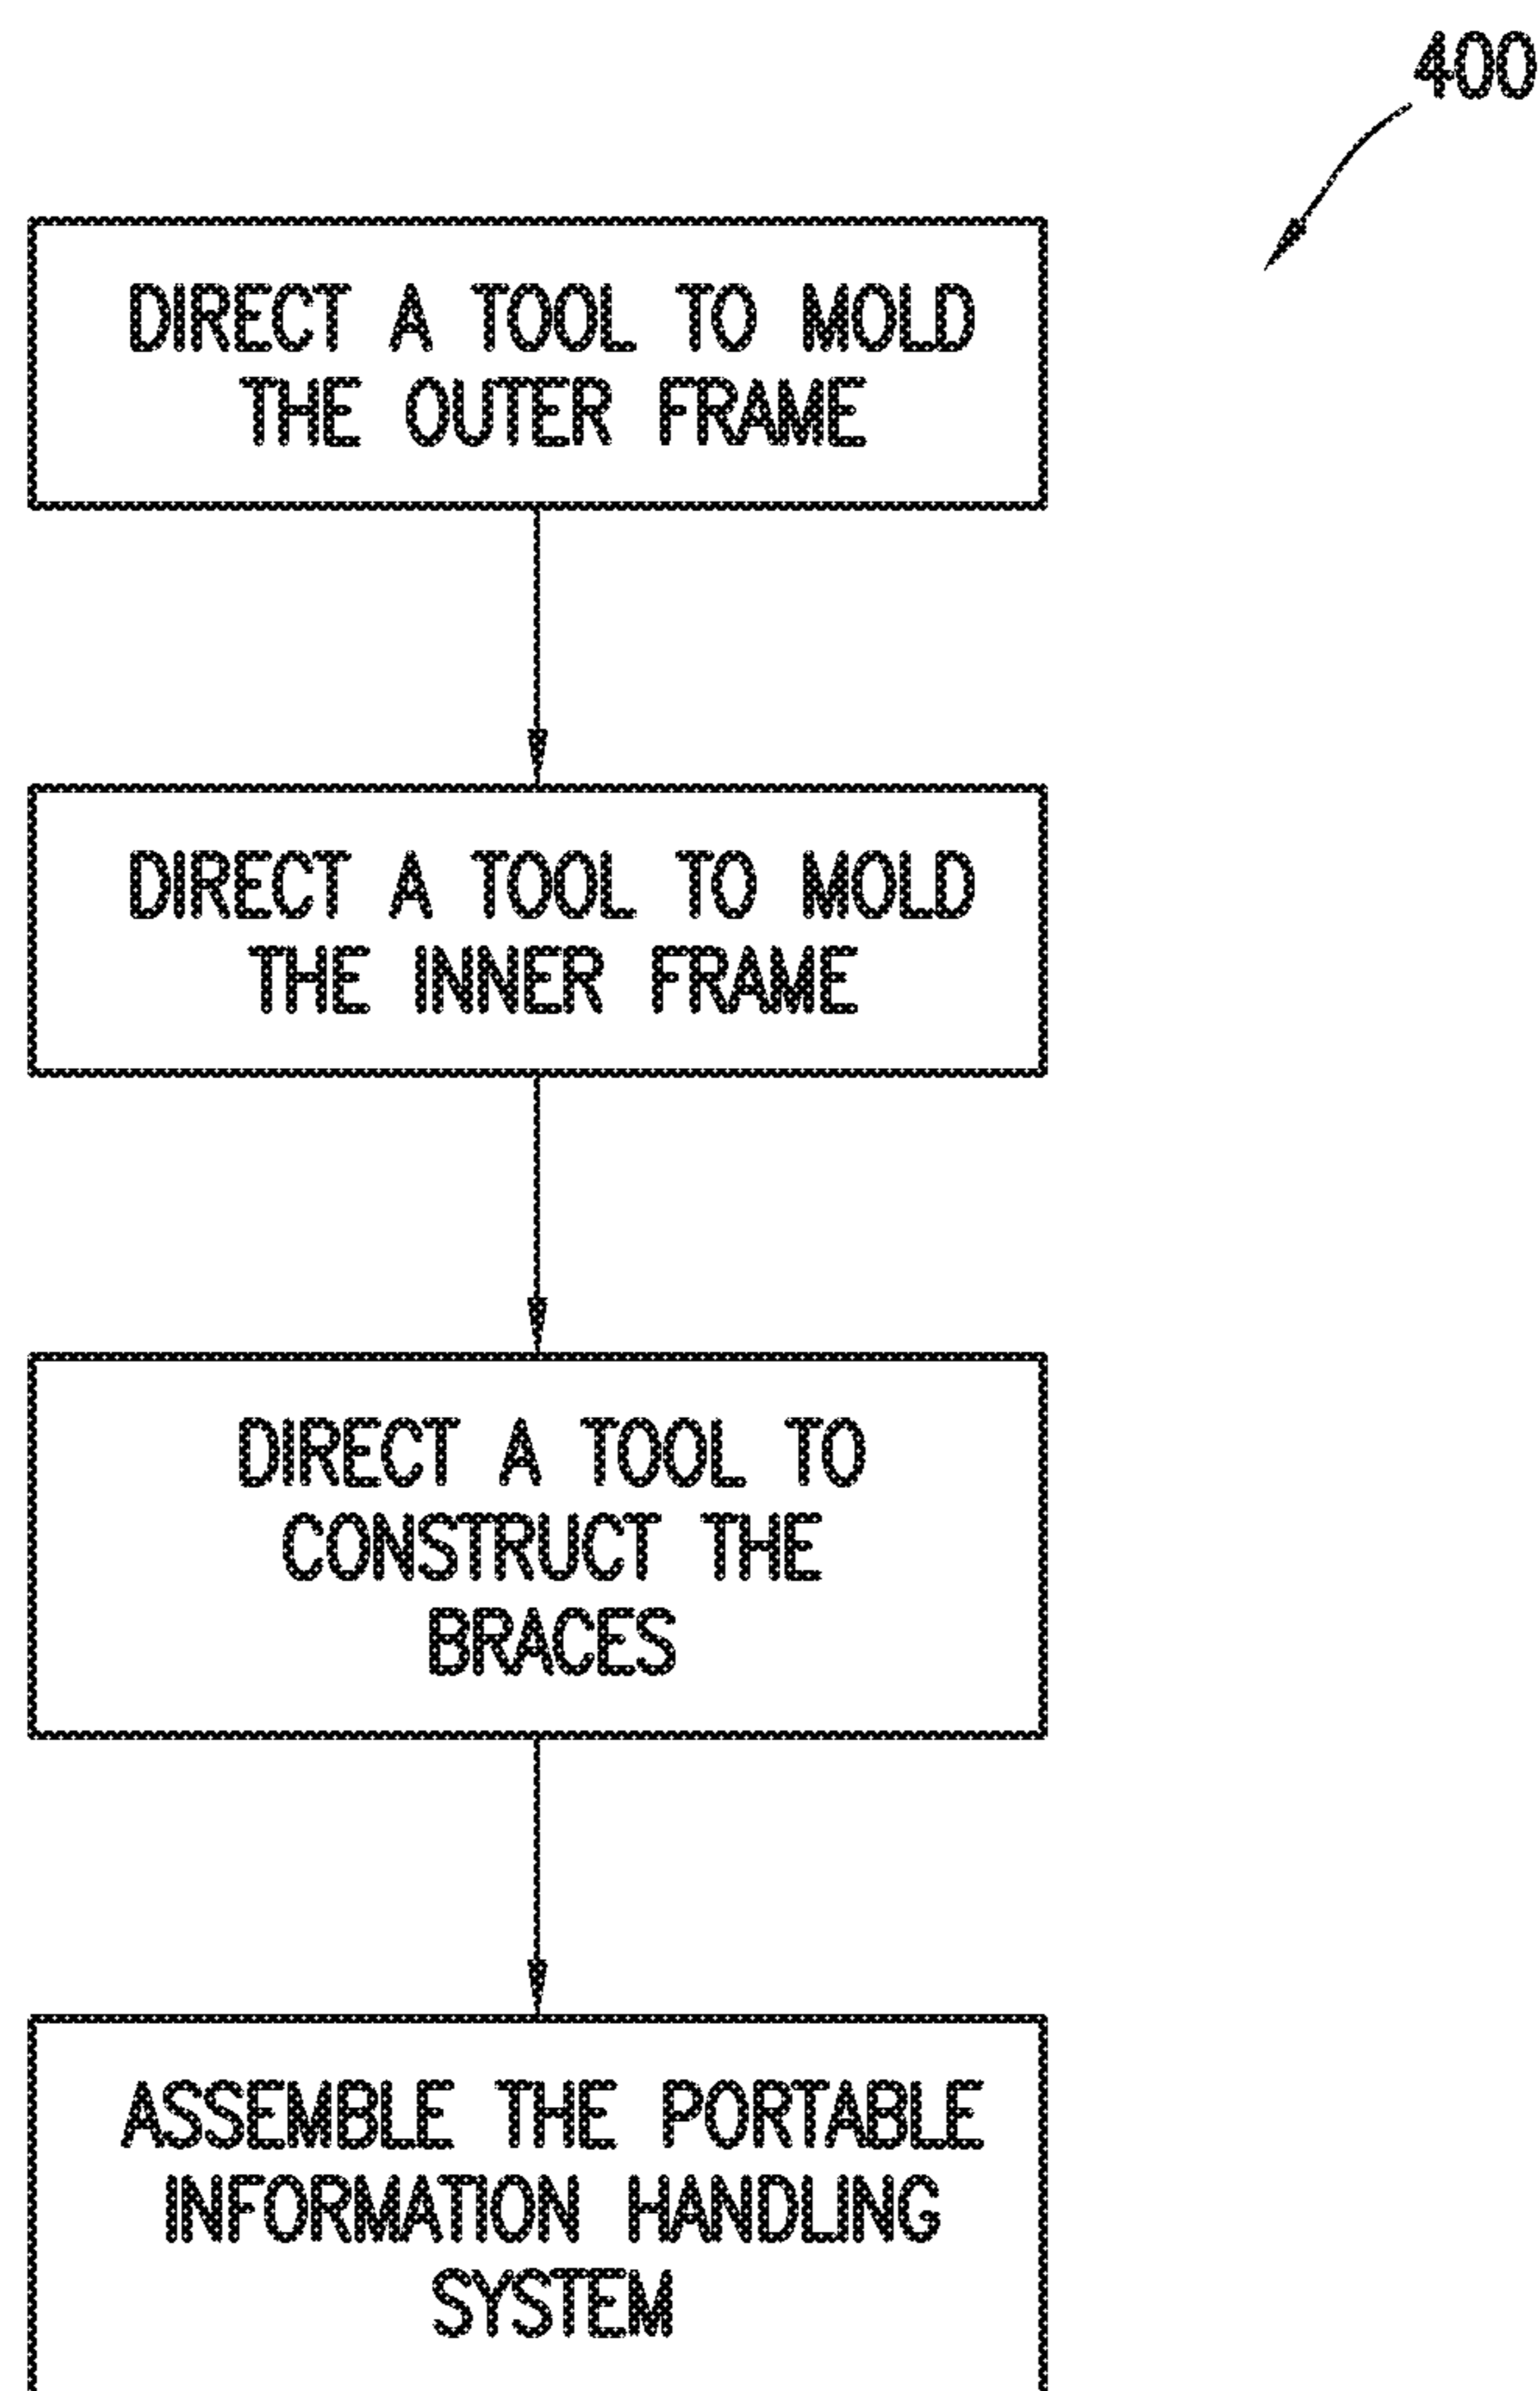 400
DIRECT A TOOL TO MOLD
THE OUTER FRAME
DIRECT A TOOL TO MOLD
THE INNER FRAME
DIRECT A TOOL TO
CONSTRUCT THE
BRACES
ASSEMBLE THE PORTABLE
INFORMATION HANDLING
SYSTEM